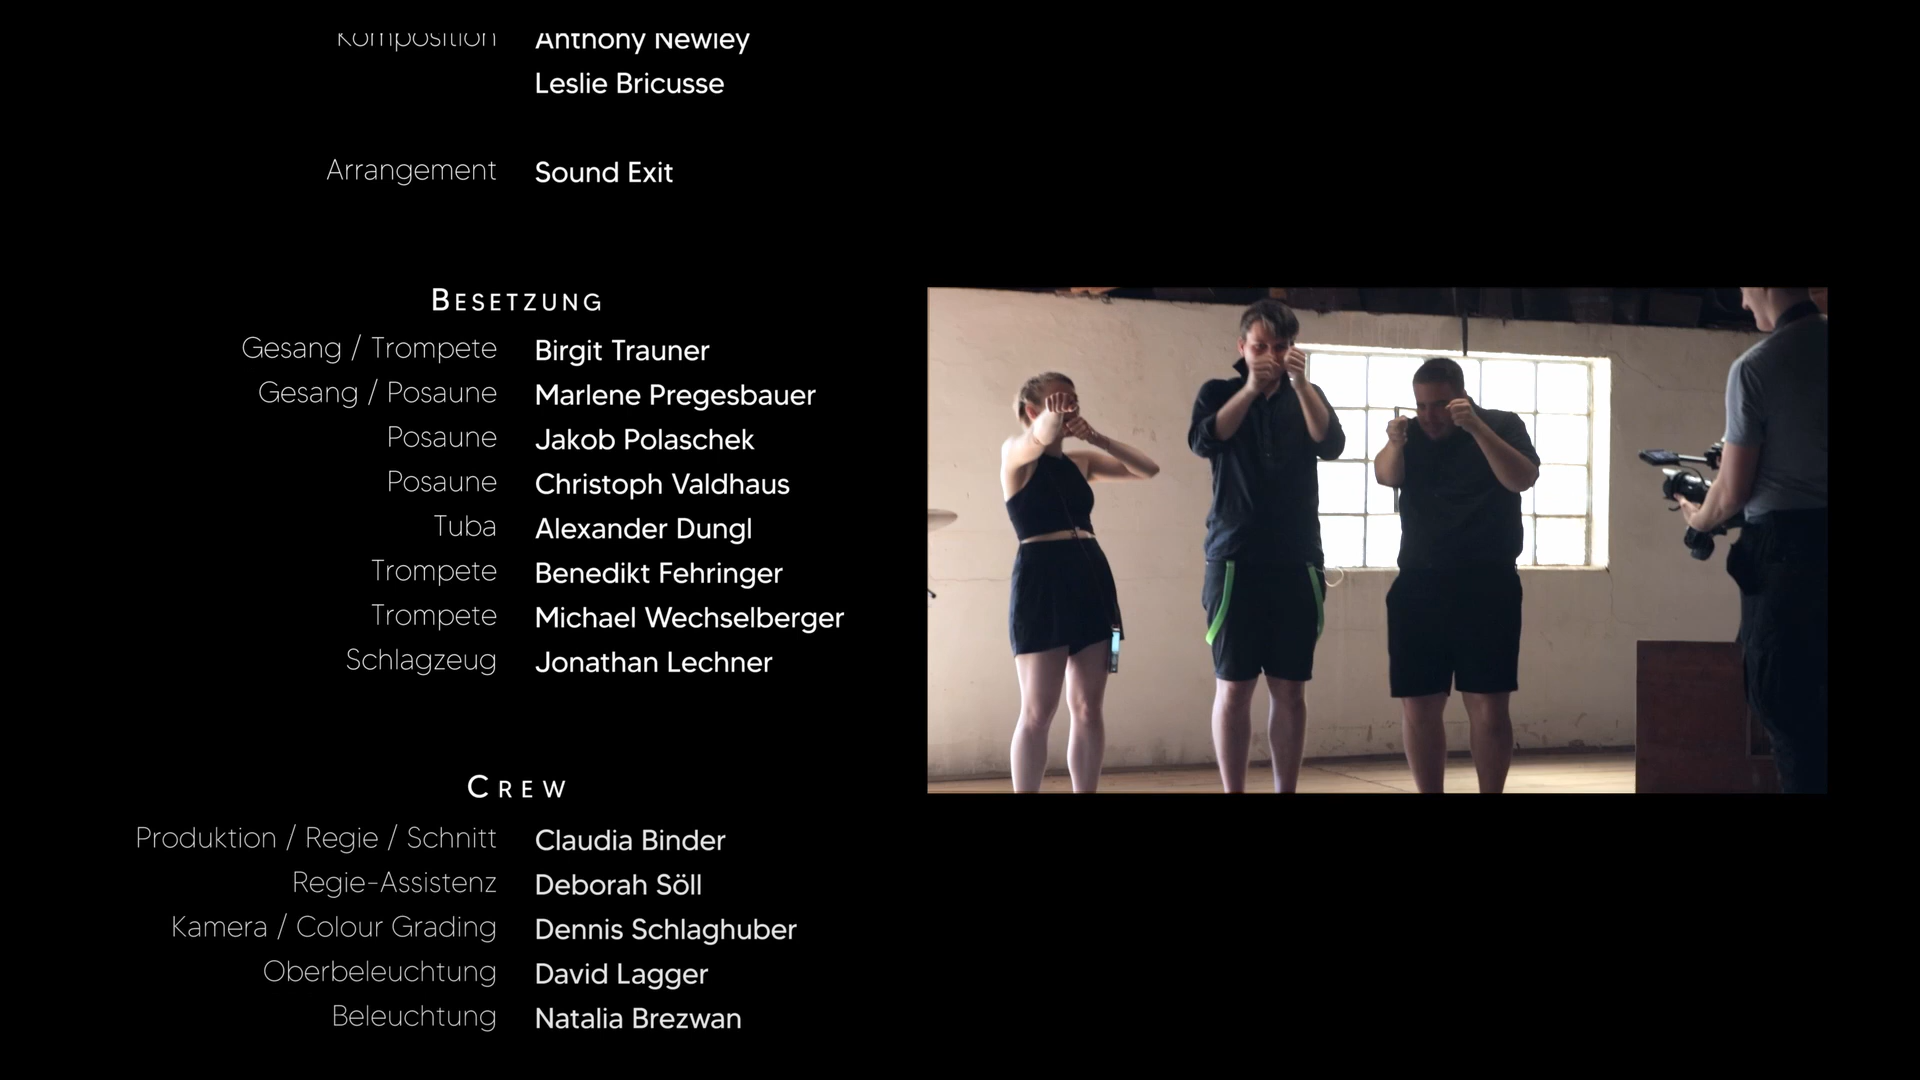 Komposition Anthony Newley
Leslie Bricusse
Arrangement Sound Exit
BESETZUNG
Gesang / Trompete Birgit Trauner
Gesang / Posaune Marlene Pregesbauer
Posaune Jakob Polaschek
Posaune Christoph Valdhaus
Tuba Alexander Dungl
Trompete Benedikt Fehringer
Trompete Michael Wechselberger
Schlagzeug Jonathan Lechner
CREW
Produktion / Regie / Schnitt Claudia Binder
Regie-Assistenz Deborah Söll
Kamera / Colour Grading Dennis Schlaghuber
Oberbeleuchtung David Lagger
Beleuchtung Natalia Brezwan